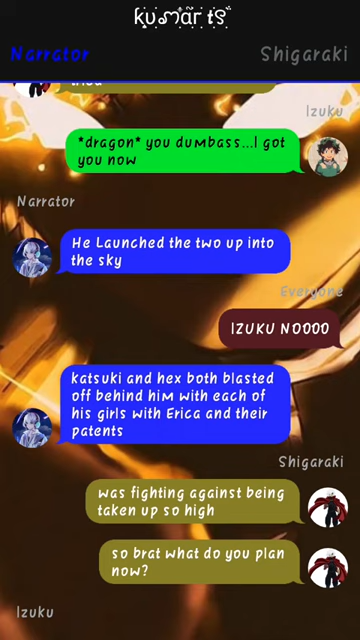 kumar ts
Narrator
Shigaraki
Izuku
*dragon* you dumbass...I got
you now
Narrator
He Launched the two up into
the sky
Everyone
IZUKU NOOOO
katsuki and hex both blasted
off behind him with each of
his girls with Erica and their
patents
Shigaraki
was fighting against being
taken up so high
so brat what do you plan
now?
Izuku